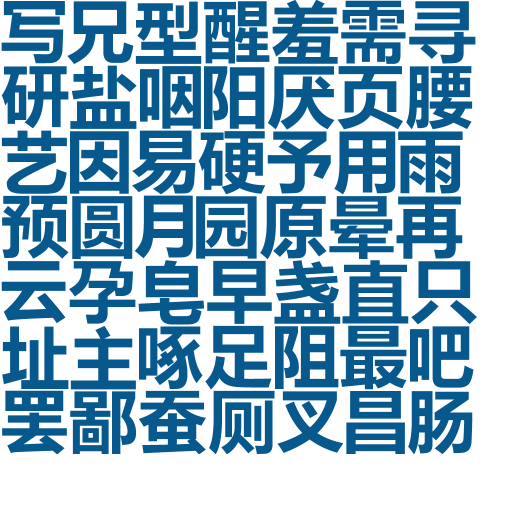 写兄型醒羞需寻
研盐咽阳厌页腰
艺因易硬予用雨
预圆月园原晕再
云孕皂早盏直只
址主啄足阻最吧
罢鄙蚕厕叉昌肠